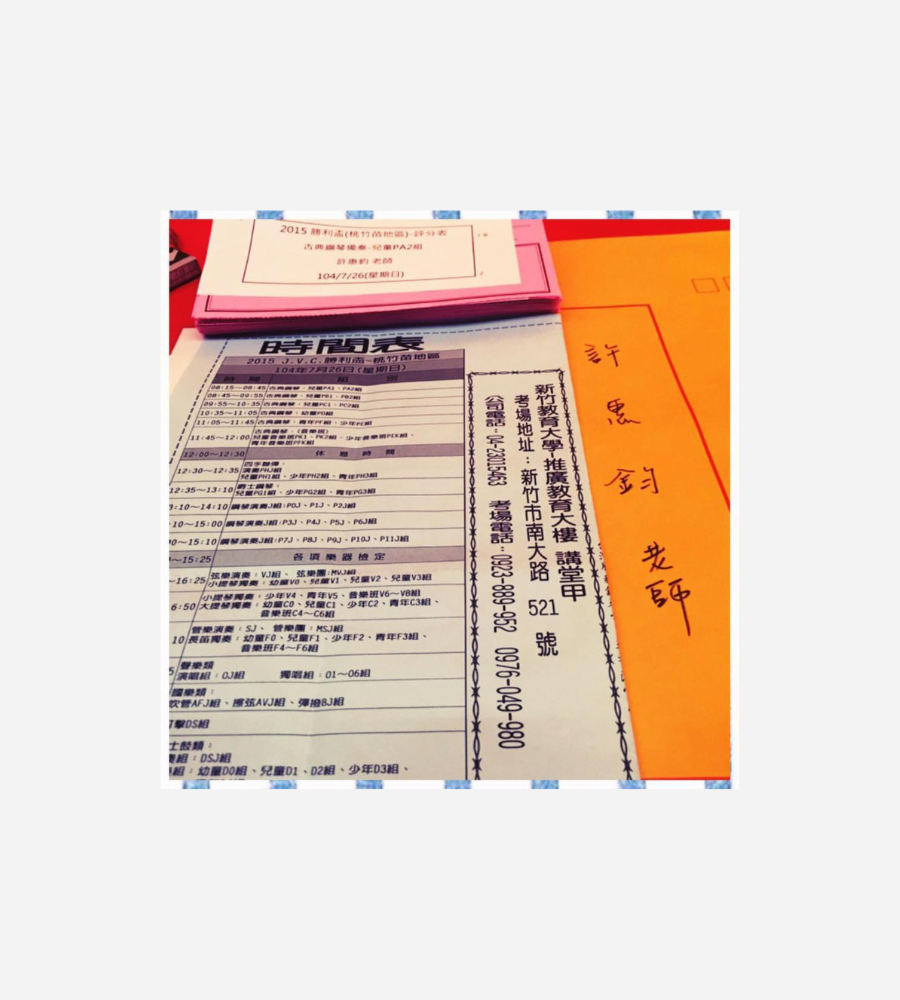 2015 勝利盃(桃竹苗地區)-評分表
古典鋼琴獨奏-兒童PA2組
許惠鈞 老師
104/7/26(星期日)
時間表
2015 J.V.C.勝利盃-桃竹苗地區
104年7月26日(星期日)
時 間 組 別
08:15~08:45 古典鋼琴:兒童PA1、PA2組
08:45~09:55 古典鋼琴:兒童PB1、PB2組
09:55~10:35 古典鋼琴:兒童PC1、PC2組
10:35~11:05 古典鋼琴:幼童PD組
11:05~11:45 古典鋼琴:青年PF組、少年PE組
古典鋼琴:(音樂班)
11:45~12:00 兒童音樂班PK1、PK2組、少年音樂班PEK組、
青年音樂班PFK組
12:00~12:30 休 息 時 間
四手聯彈:
12:30~12:35 演奏PHJ組
兒童PH1組、少年PH2組、青年PH3組
爵士鋼琴:
12:35~13:10 兒童PG1組、少年PG2組、青年PG3組
3:10~14:10 鋼琴演奏J組:P0J、P1J、P2J組
10~15:00 鋼琴演奏J組:P3J、P4J、P5J、P6J組
0~15:10 鋼琴演奏J組:P7J、P8J、P9J、P10J、P11J組
~15:25 各 項 樂 器 檢 定
~16:25 弦樂演奏:VJ組、 弦樂團:MVJ組
小提琴獨奏:幼童V0、兒童V1、兒童V2、兒童V3組
小提琴獨奏:少年V4、青年V5、音樂班V6~V8組
6:50 大提琴獨奏:幼童C0、兒童C1、少年C2、青年C3組、
音樂班C4~C6組
管樂演奏:SJ、 管樂團:MSJ組
10 長笛獨奏:幼童F0、兒童F1、少年F2、青年F3組、
音樂班F4~F6組
聲樂類
5 演唱組:OJ組 獨唱組:01~06組
國樂類:
吹管AFJ組、擦弦AVJ組、彈撥BJ組
打擊DS組
士鼓類:
奏組:DSJ組
組:幼童D0組、兒童D1、D2組、少年D3組、
新竹教育大學-推廣教育大樓 講堂甲
考場地址:新竹市南大路 521 號
公司電話:04-23015463 考場電話:0923-889-952 0976-049-980
許惠鈞 老師